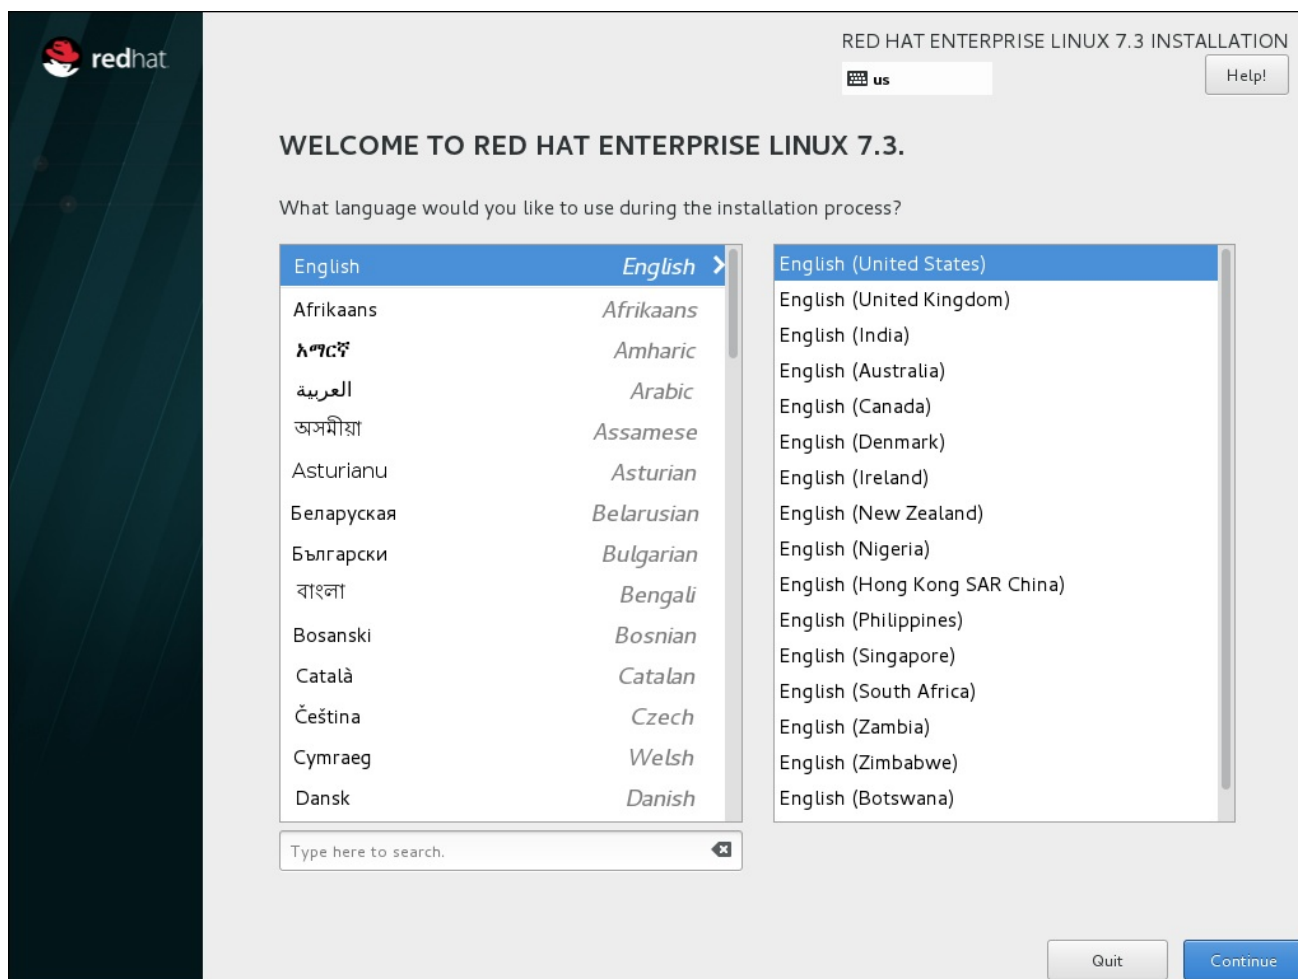 redhat.
RED HAT ENTERPRISE LINUX 7.3 INSTALLATION
us
Help!
WELCOME TO RED HAT ENTERPRISE LINUX 7.3.
What language would you like to use during the installation process?
English English
Afrikaans Afrikaans
አማርኛ Amharic
العربية Arabic
অসমীয়া Assamese
Asturianu Asturian
Беларуская Belarusian
Български Bulgarian
বাংলা Bengali
Bosanski Bosnian
Català Catalan
Čeština Czech
Cymraeg Welsh
Dansk Danish
Type here to search.
English (United States)
English (United Kingdom)
English (India)
English (Australia)
English (Canada)
English (Denmark)
English (Ireland)
English (New Zealand)
English (Nigeria)
English (Hong Kong SAR China)
English (Philippines)
English (Singapore)
English (South Africa)
English (Zambia)
English (Zimbabwe)
English (Botswana)
Quit
Continue